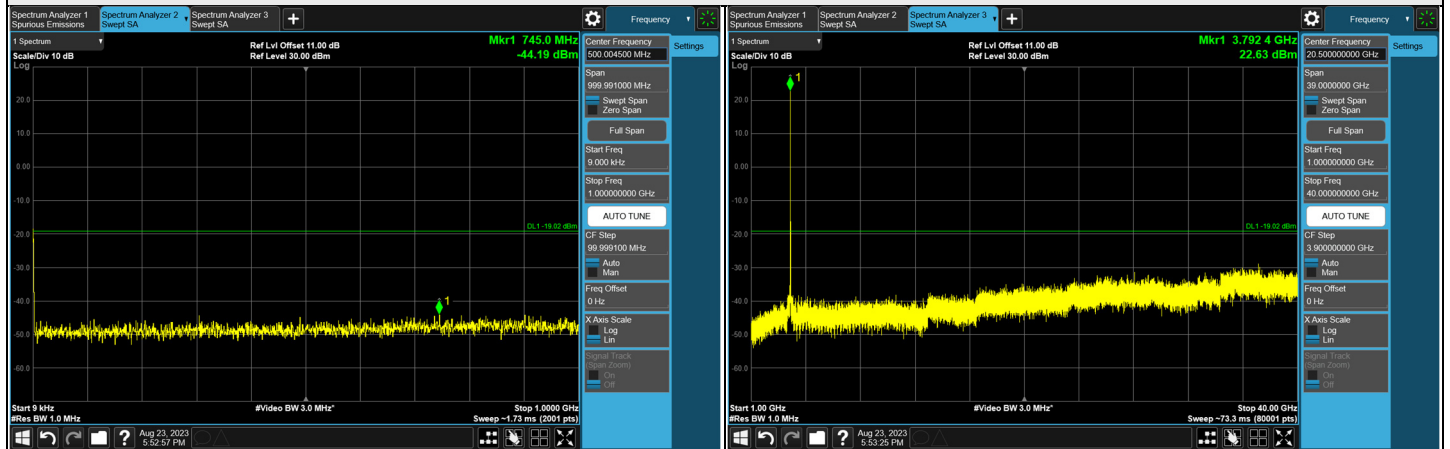 Spectrum Analyzer 1
Spurious Emissions
Spectrum Analyzer 2
Swept SA
Spectrum Analyzer 3
Swept SA
+
Frequency
1 Spectrum
Scale/Div 10 dB
Log
Ref Lvl Offset 11.00 dB
Ref Level 30.00 dBm
Mkr1 745.0 MHz
-44.19 dBm
1
20.0
10.0
0.00
-10.0
-20.0
-30.0
-40.0
-50.0
-60.0
DL1 -19.02 dBm
Start 9 kHz
#Res BW 1.0 MHz
#Video BW 3.0 MHz*
Stop 1.0000 GHz
Sweep ~1.73 ms (2001 pts)
Center Frequency
500.004500 MHz
Settings
Span
999.991000 MHz
Swept Span
Zero Span
Full Span
Start Freq
9.000 kHz
Stop Freq
1.000000000 GHz
AUTO TUNE
CF Step
99.999100 MHz
Auto
Man
Freq Offset
0 Hz
X Axis Scale
Log
Lin
Signal Track
(Span Zoom)
On
Off
?
Aug 23, 2023
5:52:57 PM
Spectrum Analyzer 1
Spurious Emissions
Spectrum Analyzer 2
Swept SA
Spectrum Analyzer 3
Swept SA
+
Frequency
1 Spectrum
Scale/Div 10 dB
Log
Ref Lvl Offset 11.00 dB
Ref Level 30.00 dBm
Mkr1 3.792 4 GHz
22.63 dBm
1
20.0
10.0
0.00
-10.0
-20.0
-30.0
-40.0
-50.0
-60.0
DL1 -19.02 dBm
Start 1.00 GHz
#Res BW 1.0 MHz
#Video BW 3.0 MHz*
Stop 40.00 GHz
Sweep ~73.3 ms (80001 pts)
Center Frequency
20.500000000 GHz
Settings
Span
39.0000000 GHz
Swept Span
Zero Span
Full Span
Start Freq
1.000000000 GHz
Stop Freq
40.000000000 GHz
AUTO TUNE
CF Step
3.900000000 GHz
Auto
Man
Freq Offset
0 Hz
X Axis Scale
Log
Lin
Signal Track
(Span Zoom)
On
Off
?
Aug 23, 2023
5:53:25 PM